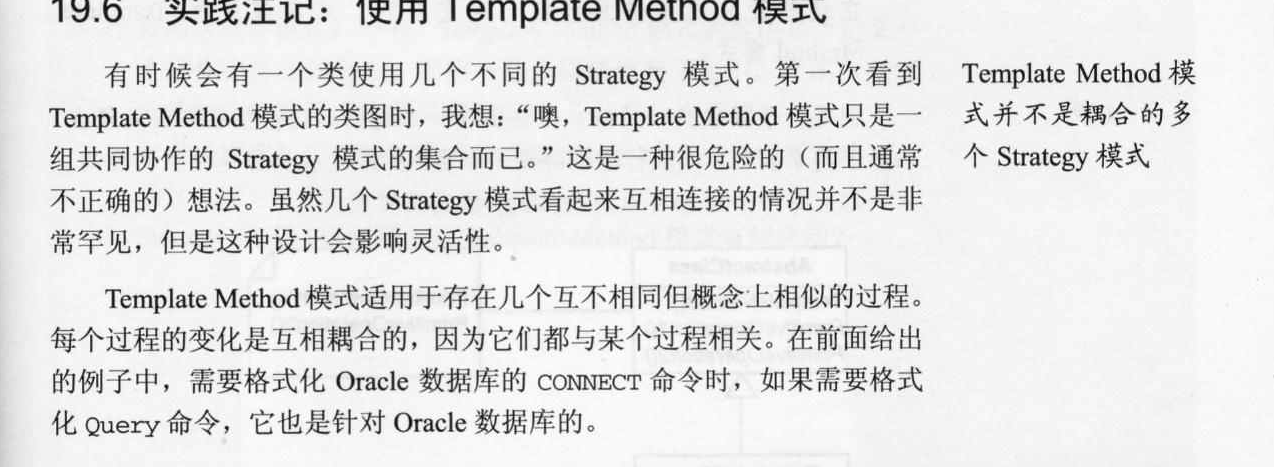 19.6 实践注记：使用 Template Method 模式
有时候会有一个类使用几个不同的 Strategy 模式。第一次看到
Template Method 模式的类图时，我想：“噢，Template Method 模式只是一
组共同协作的 Strategy 模式的集合而已。”这是一种很危险的（而且通常
不正确的）想法。虽然几个 Strategy 模式看起来互相连接的情况并不是非
常罕见，但是这种设计会影响灵活性。
Template Method 模
式并不是耦合的多
个 Strategy 模式
Template Method 模式适用于存在几个互不相同但概念上相似的过程。
每个过程的变化是互相耦合的，因为它们都与某个过程相关。在前面给出
的例子中，需要格式化 Oracle 数据库的 CONNECT 命令时，如果需要格式
化 Query 命令，它也是针对 Oracle 数据库的。